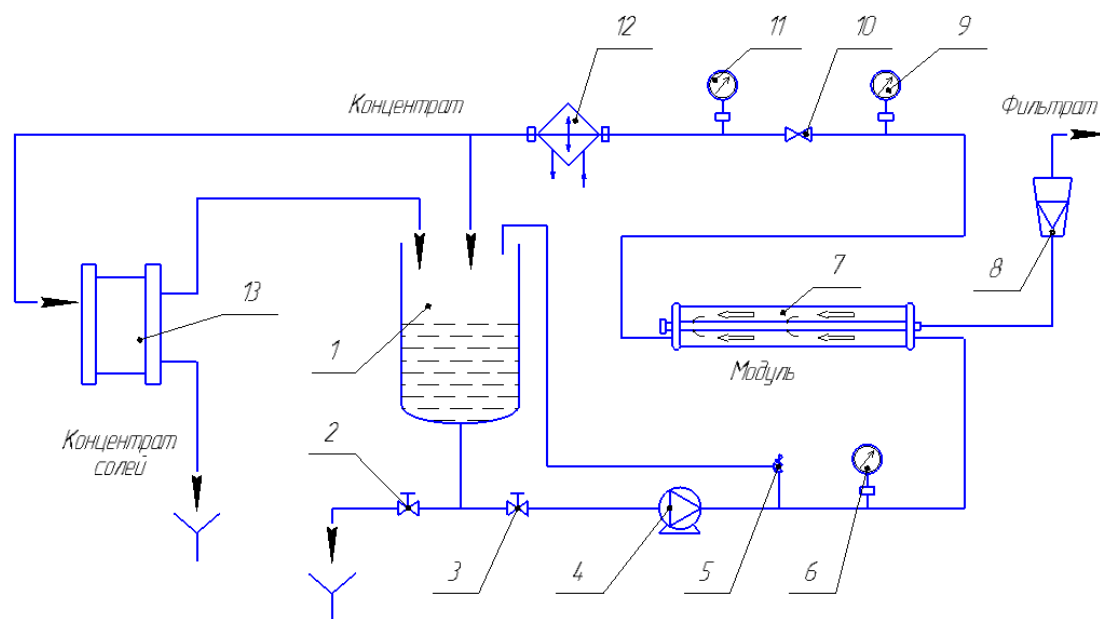 12
11
10
9
Концентрат
Фильтрат
13
1
7
8
Модуль
Концентрат
солей
2
3
4
5
6